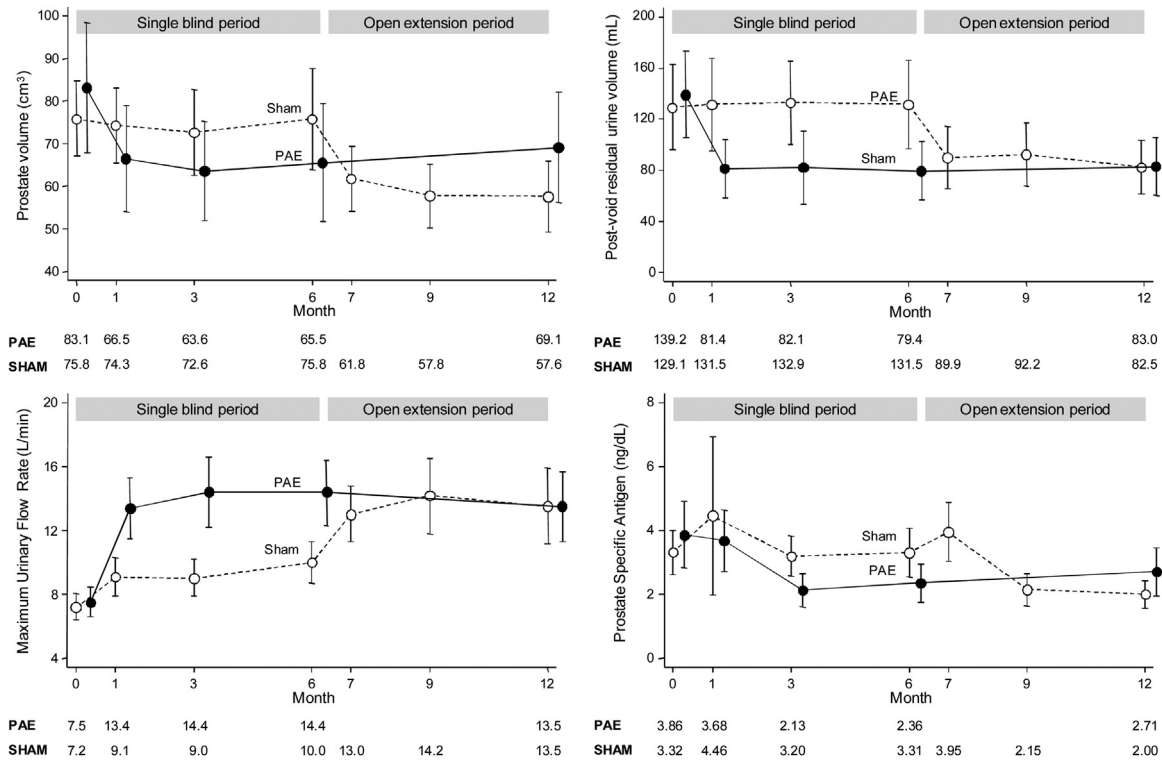 Single blind period
Open extension period
Prostate volume (cm³)
100
90
80
70
60
50
40
Sham
PAE
0 1 3 6 7 9 12
Month
PAE 83.1 66.5 63.6 65.5 69.1
SHAM 75.8 74.3 72.6 75.8 61.8 57.8 57.6
Single blind period
Open extension period
Post-void residual urine volume (mL)
200
160
120
80
40
0
PAE
Sham
0 1 3 6 7 9 12
Month
PAE 139.2 81.4 82.1 79.4 83.0
SHAM 129.1 131.5 132.9 131.5 89.9 92.2 82.5
Single blind period
Open extension period
Maximum Urinary Flow Rate (L/min)
20
16
12
8
4
PAE
Sham
0 1 3 6 7 9 12
Month
PAE 7.5 13.4 14.4 14.4 13.5
SHAM 7.2 9.1 9.0 10.0 13.0 14.2 13.5
Single blind period
Open extension period
Prostate Specific Antigen (ng/dL)
8
6
4
2
0
Sham
PAE
0 1 3 6 7 9 12
Month
PAE 3.86 3.68 2.13 2.36 2.71
SHAM 3.32 4.46 3.20 3.31 3.95 2.15 2.00